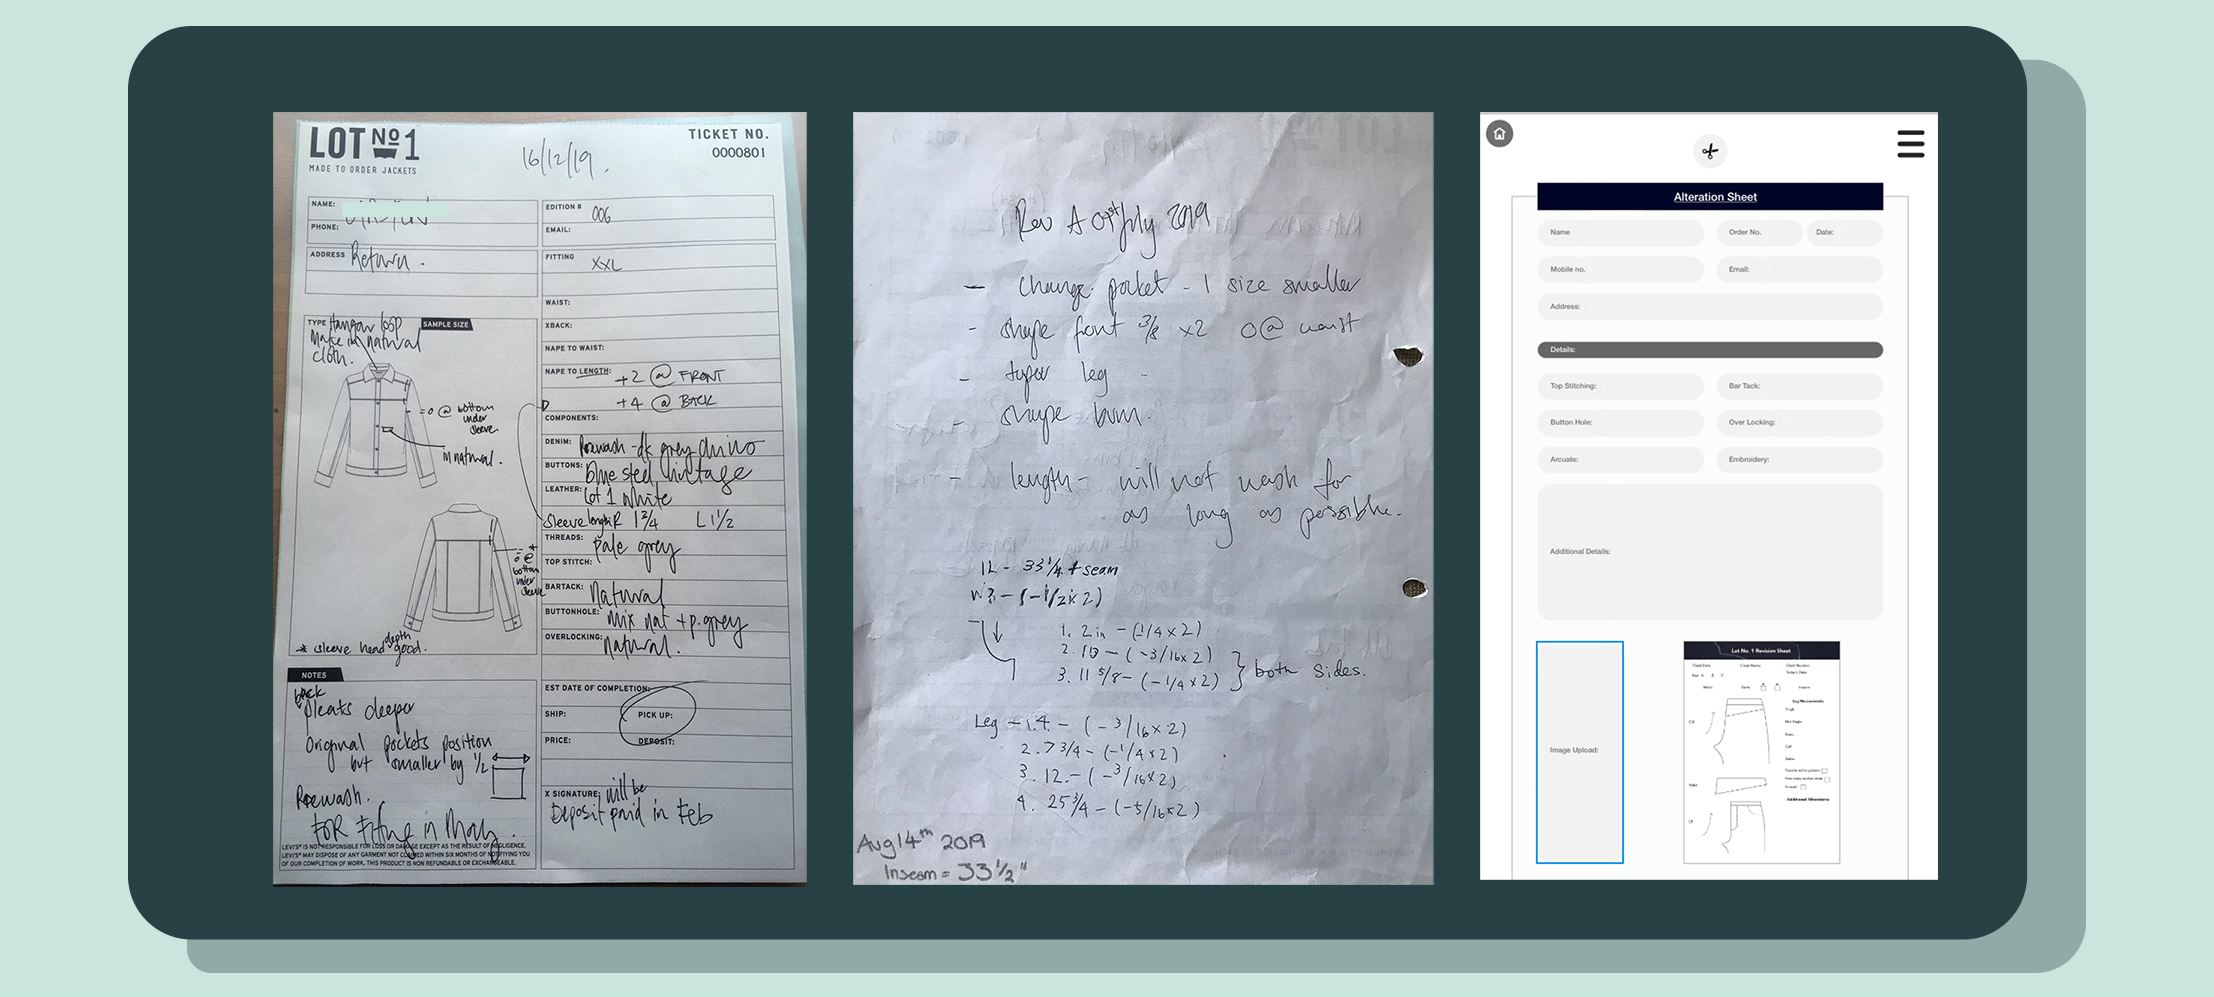 LOT Nº 1
MADE TO ORDER JACKETS
16/12/19.
TICKET NO.
0000801
NAME:
PHONE:
ADDRESS Return.
EDITION # 006
EMAIL:
FITTING XXL
WAIST:
XBACK:
NAPE TO WAIST:
NAPE TO LENGTH: +2 @ FRONT
+4 @ BACK
COMPONENTS:
DENIM: Rosewash - dk grey
BUTTONS: steel vintage
LEATHER: Lot 1 white
Sleeve length R 1 3/4 L 1 1/2
THREADS: pale grey
TOP STITCH:
BARTACK: Natural
BUTTONHOLE: mix nat + p.grey
OVERLOCKING: natural.
EST DATE OF COMPLETION:
SHIP: PICK UP:
PRICE: DEPOSIT:
X SIGNATURE: will be
Deposit paid in Feb
TYPE Hanger loop SAMPLE SIZE
Make in natural
cloth.
=0 @ bottom
under
sleeve.
in natural.
0 @
bottom
under
sleeve
* sleeve head depth good.
NOTES
back
pleats deeper
Original pockets position
but smaller by 1/2
FOR Fitting in May.
LEVI'S® IS NOT RESPONSIBLE FOR LOSS OR DAMAGE EXCEPT AS THE RESULT OF NEGLIGENCE.
LEVI'S® MAY DISPOSE OF ANY GARMENT NOT CLAIMED WITHIN SIX MONTHS OF NOTIFYING YOU
OF OUR COMPLETION OF WORK. THIS PRODUCT IS NON REFUNDABLE OR EXCHANGEABLE.
Rev A July 2019
- change pocket - 1 size smaller
- shape front 3/8 x2 0 @ waist
- taper leg -
- shape bum.
- length - will not wash for
as long as possible.
IL - 33 1/4 + seam
- (-1/2 x 2)
1. 2in - (1/4 x 2)
2. 10 - (-3/16 x 2)
3. 11 5/8 - (-1/4 x 2)
both sides.
Leg - 1. 4 - (-3/16 x 2)
2. 7 3/4 - (-1/4 x 2)
3. 12. - (-3/16 x 2)
4. 25 3/4 - (-5/16 x 2)
Aug 14th 2019
Inseam = 33 1/2"
Alteration Sheet
Name Order No. Date:
Mobile no. Email:
Address:
Details:
Top Stitching: Bar Tack:
Button Hole: Over Locking:
Arcuate: Embroidery:
Additional Details:
Image Upload:
Lot No. 1 Revision Sheet
Additional Alterations